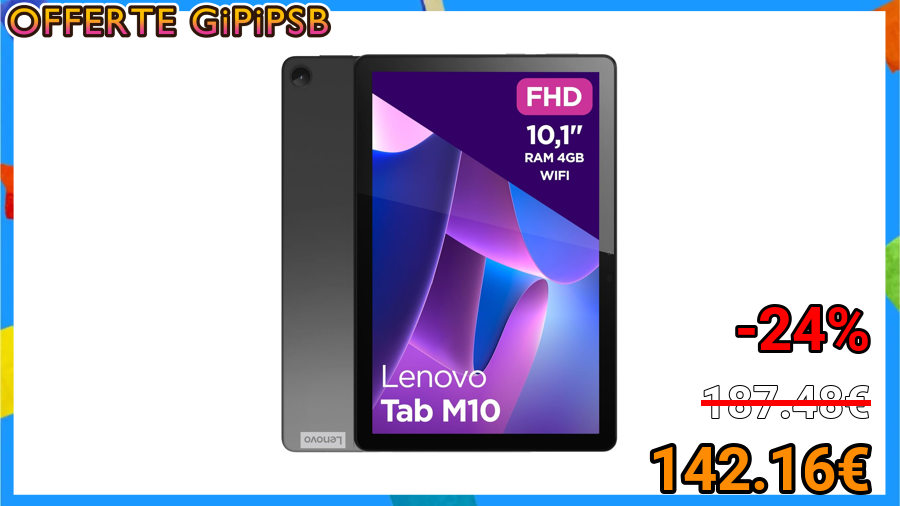 OFFERTE GiPiPSB
FHD
10,1"
RAM 4GB
WIFI
Lenovo
Tab M10
Lenovo
-24%
187.48€
142.16€